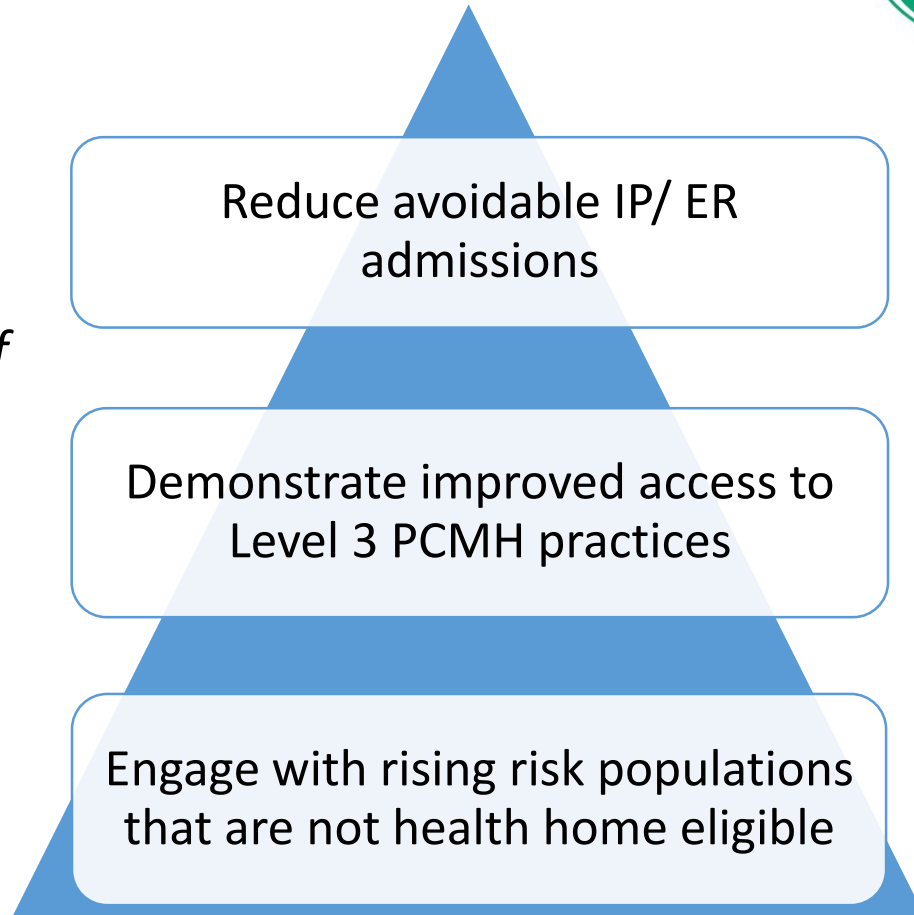 Reduce avoidable IP/ ER
admissions
f
Demonstrate improved access to
Level 3 PCMH practices
Engage with rising risk populations
that are not health home eligible